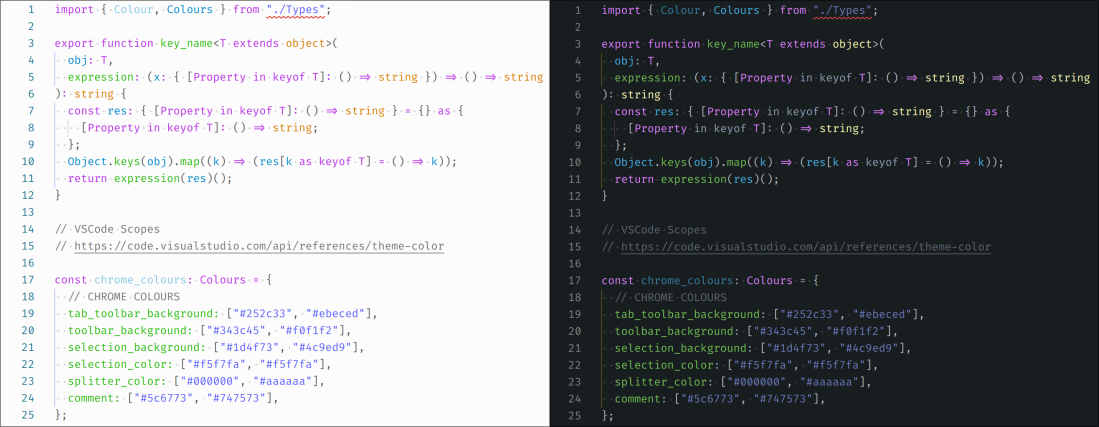 1 import { Colour, Colours } from "./Types";
2
3 export function key_name<T extends object>(
4 obj: T,
5 expression: (x: { [Property in keyof T]: () => string }) => () => string
6 ): string {
7 const res: { [Property in keyof T]: () => string } = {} as {
8 [Property in keyof T]: () => string;
9 };
10 Object.keys(obj).map((k) => (res[k as keyof T] = () => k));
11 return expression(res)();
12 }
13
14 // VSCode Scopes
15 // https://code.visualstudio.com/api/references/theme-color
16
17 const chrome_colours: Colours = {
18 // CHROME COLOURS
19 tab_toolbar_background: ["#252c33", "#ebeced"],
20 toolbar_background: ["#343c45", "#f0f1f2"],
21 selection_background: ["#1d4f73", "#4c9ed9"],
22 selection_color: ["#f5f7fa", "#f5f7fa"],
23 splitter_color: ["#000000", "#aaaaaa"],
24 comment: ["#5c6773", "#747573"],
25 };
1 import { Colour, Colours } from "./Types";
2
3 export function key_name<T extends object>(
4 obj: T,
5 expression: (x: { [Property in keyof T]: () => string }) => () => string
6 ): string {
7 const res: { [Property in keyof T]: () => string } = {} as {
8 [Property in keyof T]: () => string;
9 };
10 Object.keys(obj).map((k) => (res[k as keyof T] = () => k));
11 return expression(res)();
12 }
13
14 // VSCode Scopes
15 // https://code.visualstudio.com/api/references/theme-color
16
17 const chrome_colours: Colours = {
18 // CHROME COLOURS
19 tab_toolbar_background: ["#252c33", "#ebeced"],
20 toolbar_background: ["#343c45", "#f0f1f2"],
21 selection_background: ["#1d4f73", "#4c9ed9"],
22 selection_color: ["#f5f7fa", "#f5f7fa"],
23 splitter_color: ["#000000", "#aaaaaa"],
24 comment: ["#5c6773", "#747573"],
25 };